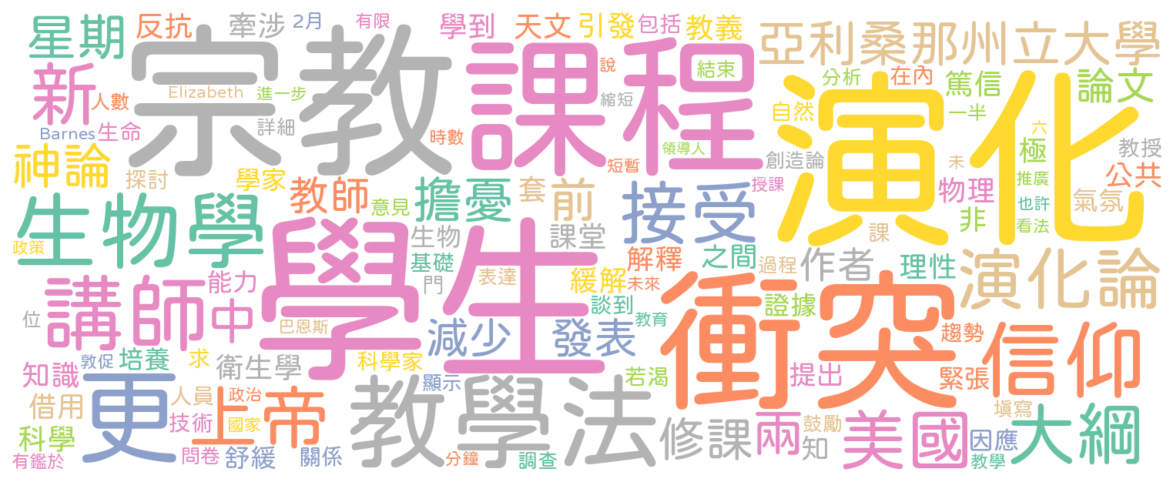 星期 反抗 牽涉 2月 有限 學到 天文 引發 包括 教義 亞利桑那州立大學
新 人數 宗教 課程 說 結束 分析 在內 篤信 論文
Elizabeth 進一步 縮短 演化 自然 一半
Barnes 生命 詳細 時數 領導人 創造論 未 六 極 教授
神論 探討 學家 教師 意見 擔憂 套 前 短暫 接受 授課 物理 推廣 公共
生物學 學生 生物 課堂 非 也許 氣氛
政策 基礎 解釋 之間 課 看法
講師 中 能力 門 表達 緩解 未來 過程 作者 理性 演化論
位 巴恩斯 減少 發表 談到 教育 衝突 證據 趨勢 信仰
敦促 培養 求 衛生學 科學家 顯示 若渴 提出 緊張
知識 更 人員 政治 上帝 教學法 修課 兩 鼓勵 美國 填寫 大綱
借用 技術 國家 知 因應
科學 問卷 舒緩 關係 分鐘 調查 教學
有鑑於